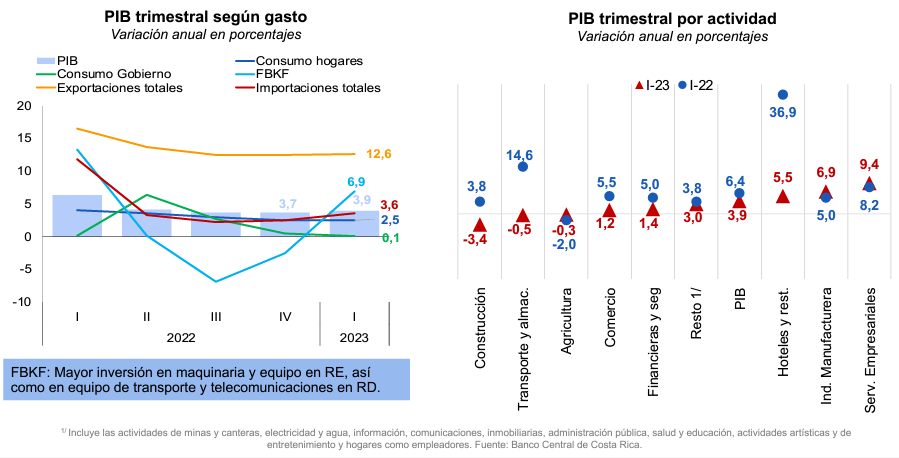 PIB trimestral según gasto
Variación anual en porcentajes
PIB
Consumo hogares
Consumo Gobierno
FBKF
Exportaciones totales
Importaciones totales
20
15
10
5
0
-5
-10
12,6
6,9
3,7
3,9
3,6
2,5
0,1
I
II
III
IV
I
2022
2023
FBKF: Mayor inversión en maquinaria y equipo en RE, así
como en equipo de transporte y telecomunicaciones en RD.
PIB trimestral por actividad
Variación anual en porcentajes
I-23
I-22
3,8
14,6
5,5
5,0
3,8
6,4
36,9
5,5
6,9
9,4
-3,4
-0,5
-0,3
-2,0
1,2
1,4
3,0
3,9
5,0
8,2
Construcción
Transporte y almac.
Agricultura
Comercio
Financieras y seg
Resto 1/
PIB
Hoteles y rest.
Ind. Manufacturera
Serv. Empresariales
1/ Incluye las actividades de minas y canteras, electricidad y agua, información, comunicaciones, inmobiliarias, administración pública, salud y educación, actividades artísticas y de
entretenimiento y hogares como empleadores. Fuente: Banco Central de Costa Rica.